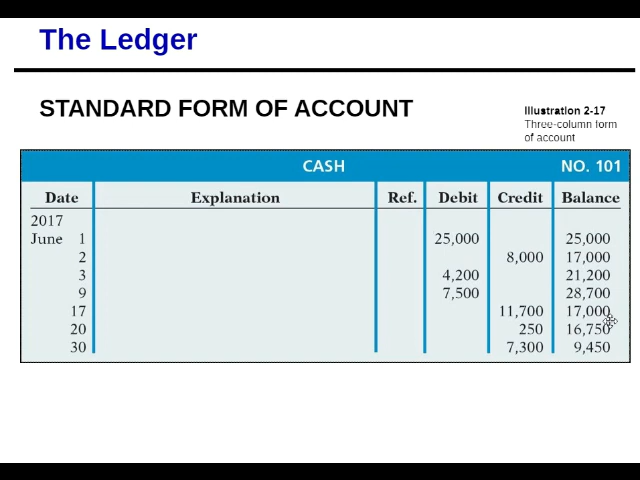 The Ledger
STANDARD FORM OF ACCOUNT
Illustration 2-17
Three-column form
of account
CASH NO. 101
Date Explanation Ref. Debit Credit Balance
2017
June 1 25,000 25,000
2 8,000 17,000
3 4,200 21,200
9 7,500 28,700
17 11,700 17,000
20 250 16,750
30 7,300 9,450